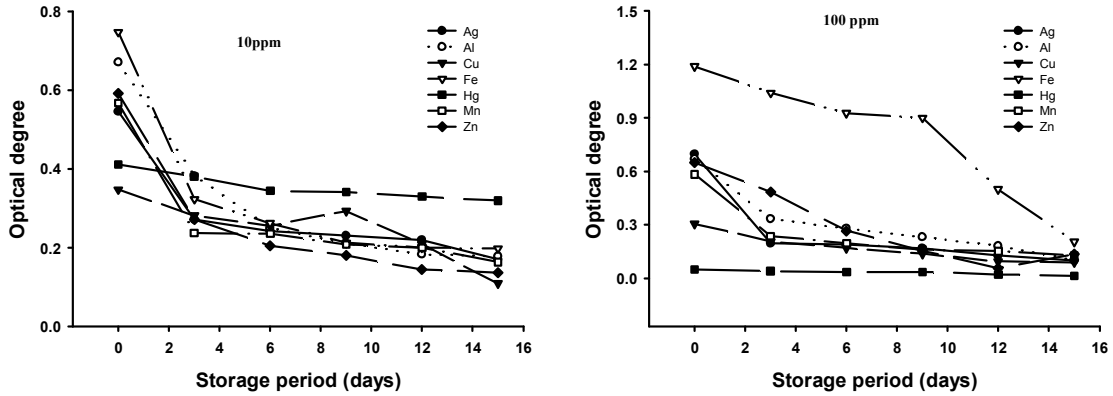 10ppm
Optical degree
0.8
0.6
0.4
0.2
0.0
Ag
Al
Cu
Fe
Hg
Mn
Zn
0 2 4 6 8 10 12 14 16
Storage period (days)
100 ppm
Optical degree
1.5
1.2
0.9
0.6
0.3
0.0
Ag
Al
Cu
Fe
Hg
Mn
Zn
0 2 4 6 8 10 12 14 16
Storage period (days)